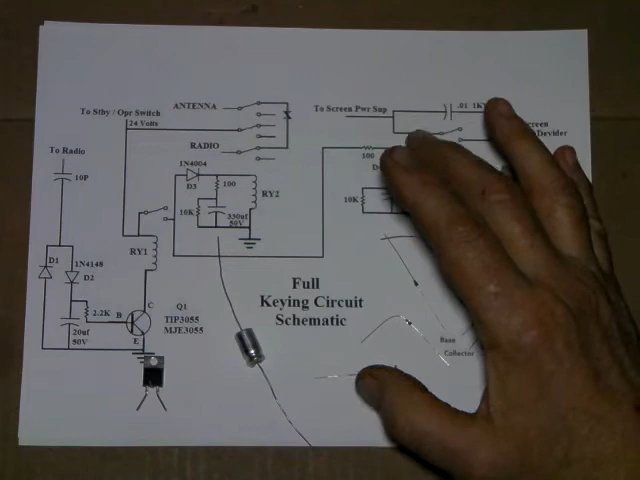 To Stby / Opr Switch
24 Volts
ANTENNA
RADIO
To Screen Pwr Sup
.01 1K
Devider
100
10K
To Radio
10P
1N4004
D3
100
RY2
10K
330uf
50V
RY1
D1
1N4148
D2
2.2K
B
C
E
Q1
TIP3055
MJE3055
20uf
50V
Full
Keying Circuit
Schematic
Base
Collector